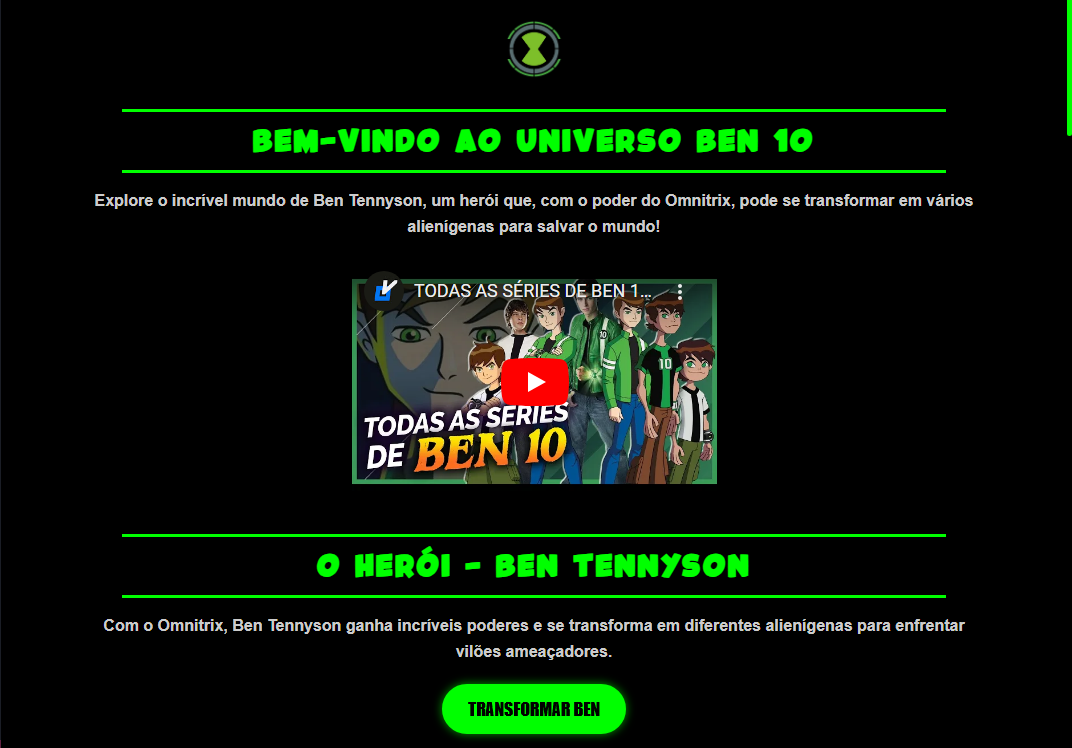 BEM-VINDO AO UNIVERSO BEN 10
Explore o incrível mundo de Ben Tennyson, um herói que, com o poder do Omnitrix, pode se transformar em vários
alienígenas para salvar o mundo!
TODAS AS SÉRIES DE BEN 1...
10
10
TODAS AS SÉRIES
DE BEN 10
O HERÓI - BEN TENNYSON
Com o Omnitrix, Ben Tennyson ganha incríveis poderes e se transforma em diferentes alienígenas para enfrentar
vilões ameaçadores.
TRANSFORMAR BEN